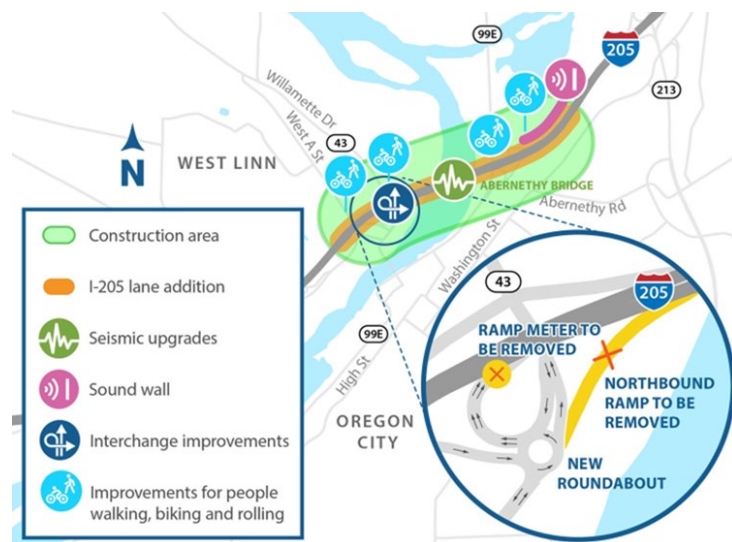 99E
205
213
Willamette Dr
West A St
43
WEST LINN
N
ABERNETHY BRIDGE
Abernethy Rd
Washington St
99E
High St
OREGON
CITY
Construction area
I-205 lane addition
Seismic upgrades
Sound wall
Interchange improvements
Improvements for people
walking, biking and rolling
43
205
RAMP METER TO
BE REMOVED
NORTHBOUND
RAMP TO BE
REMOVED
NEW
ROUNDABOUT